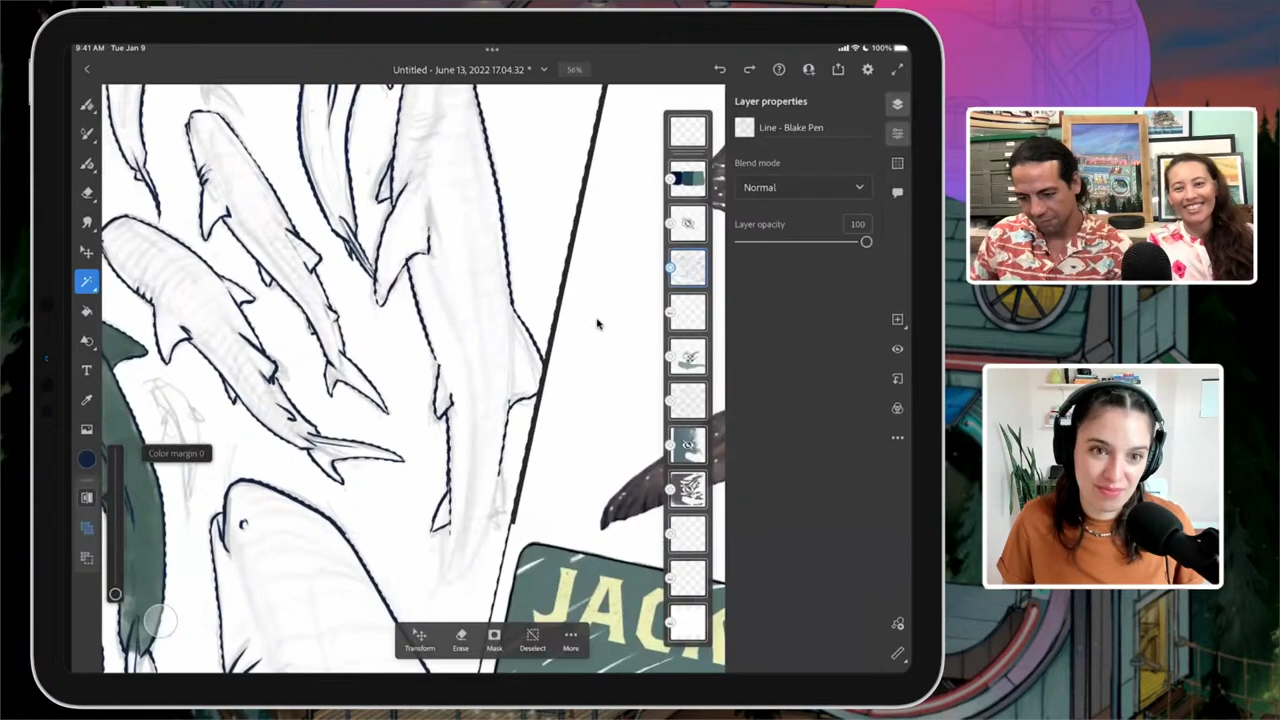 9:41 AM Tue Jan 9
100%
Untitled - June 13, 2022 17.04.32 *
56%
Layer properties
Line - Blake Pen
Blend mode
Normal
Layer opacity
100
Color margin 0
T
JAC
Transform
Erase
Mask
Deselect
More